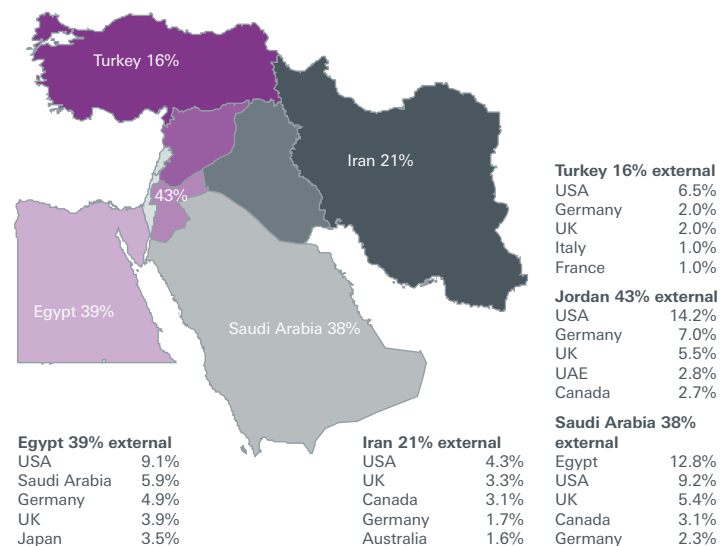 Turkey 16%
Iran 21%
43%
Egypt 39%
Saudi Arabia 38%
Turkey 16% external
USA 6.5%
Germany 2.0%
UK 2.0%
Italy 1.0%
France 1.0%
Jordan 43% external
USA 14.2%
Germany 7.0%
UK 5.5%
UAE 2.8%
Canada 2.7%
Saudi Arabia 38%
external
Egypt 12.8%
USA 9.2%
UK 5.4%
Canada 3.1%
Germany 2.3%
Egypt 39% external
USA 9.1%
Saudi Arabia 5.9%
Germany 4.9%
UK 3.9%
Japan 3.5%
Iran 21% external
USA 4.3%
UK 3.3%
Canada 3.1%
Germany 1.7%
Australia 1.6%